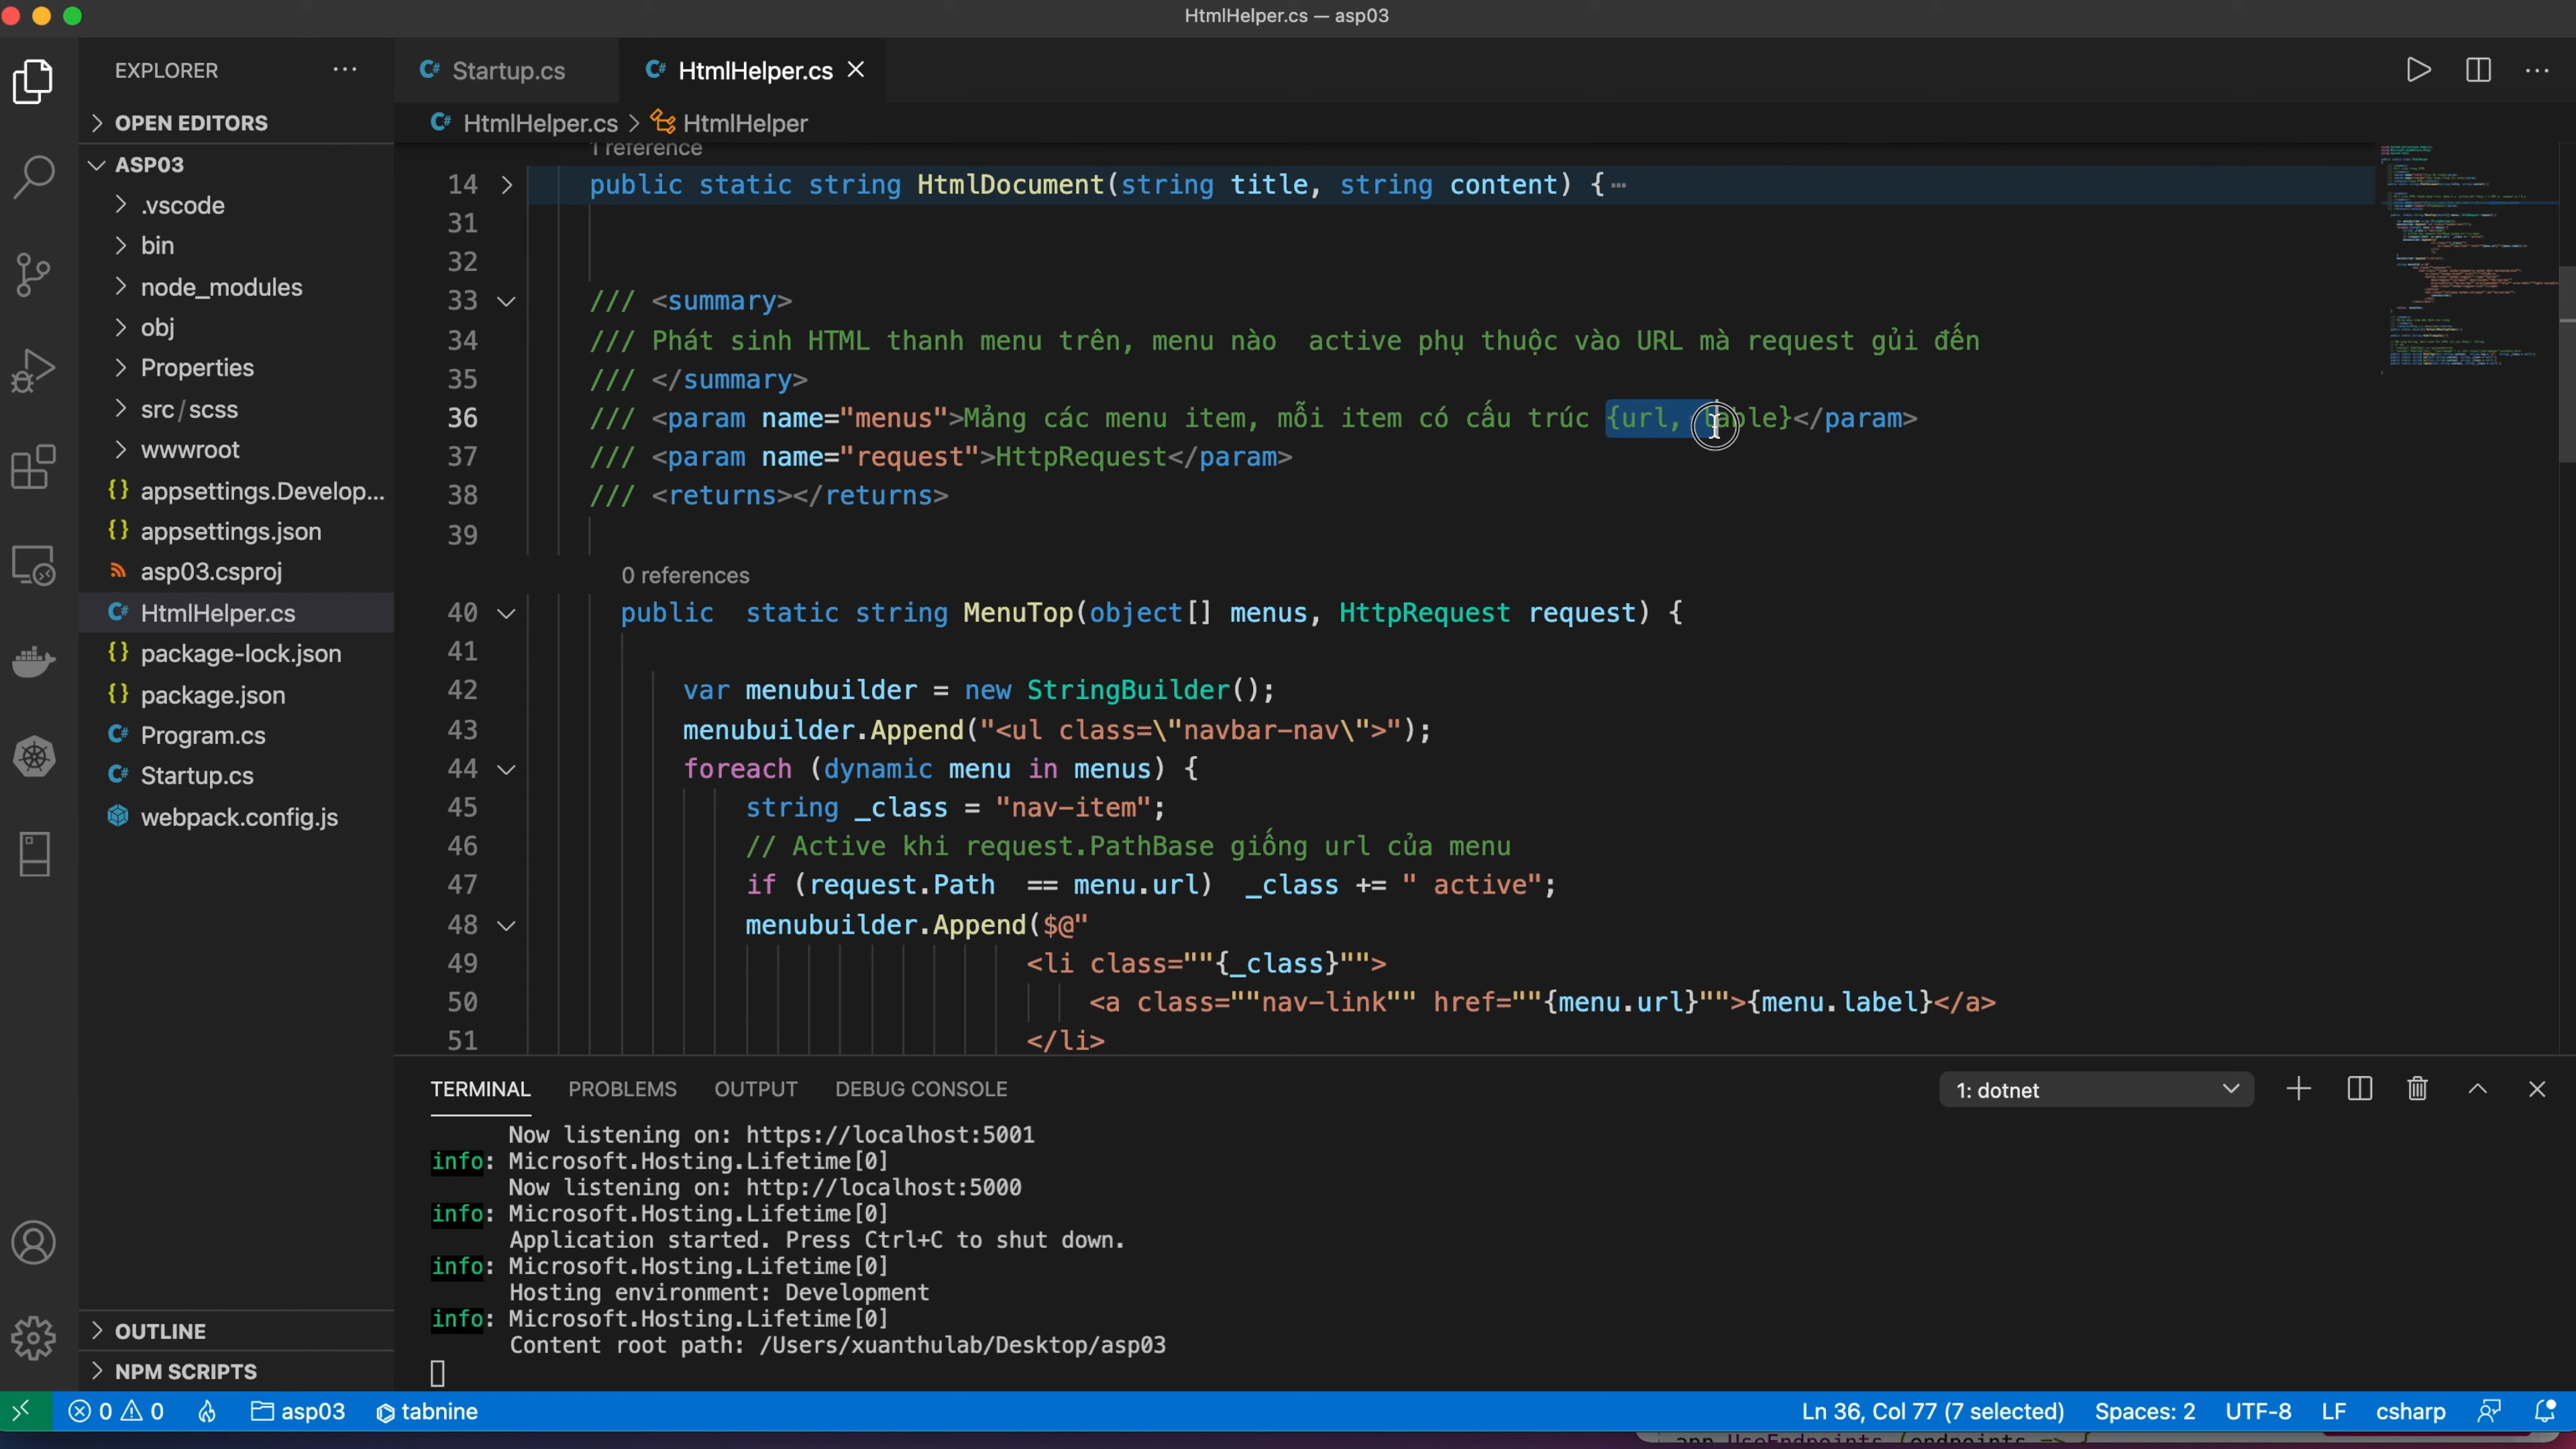 HtmlHelper.cs — asp03
EXPLORER
Startup.cs
HtmlHelper.cs
OPEN EDITORS
HtmlHelper.cs > HtmlHelper
ASP03
.vscode
bin
node_modules
obj
Properties
src/scss
wwwroot
appsettings.Develop...
appsettings.json
asp03.csproj
HtmlHelper.cs
package-lock.json
package.json
Program.cs
Startup.cs
webpack.config.js
OUTLINE
NPM SCRIPTS
1 reference
14 public static string HtmlDocument(string title, string content) {…
31
32
33 /// <summary>
34 /// Phát sinh HTML thanh menu trên, menu nào  active phụ thuộc vào URL mà request gủi đến
35 /// </summary>
36 /// <param name="menus">Mảng các menu item, mỗi item có cấu trúc {url, lable}</param>
37 /// <param name="request">HttpRequest</param>
38 /// <returns></returns>
39
0 references
40 public  static string MenuTop(object[] menus, HttpRequest request) {
41
42 var menubuilder = new StringBuilder();
43 menubuilder.Append("<ul class=\"navbar-nav\">");
44 foreach (dynamic menu in menus) {
45 string _class = "nav-item";
46 // Active khi request.PathBase giống url của menu
47 if (request.Path  == menu.url)  _class += " active";
48 menubuilder.Append($@"
49 <li class=""{_class}"">
50 <a class=""nav-link"" href=""{menu.url}"">{menu.label}</a>
51 </li>
TERMINAL PROBLEMS OUTPUT DEBUG CONSOLE
1: dotnet
Now listening on: https://localhost:5001
info: Microsoft.Hosting.Lifetime[0]
Now listening on: http://localhost:5000
info: Microsoft.Hosting.Lifetime[0]
Application started. Press Ctrl+C to shut down.
info: Microsoft.Hosting.Lifetime[0]
Hosting environment: Development
info: Microsoft.Hosting.Lifetime[0]
Content root path: /Users/xuanthulab/Desktop/asp03
0 0 asp03 tabnine
Ln 36, Col 77 (7 selected) Spaces: 2 UTF-8 LF csharp
app.UseEndpoints (endpoints => {